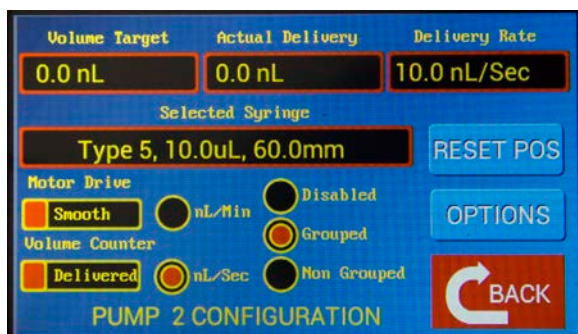 Volume Target Actual Delivery Delivery Rate
0.0 nL 0.0 nL 10.0 nL/Sec
Selected Syringe
Type 5, 10.0uL, 60.0mm
RESET POS
Motor Drive
Smooth
nL/Min
Disabled
Grouped
OPTIONS
Volume Counter
Delivered
nL/Sec
Non Grouped
BACK
PUMP 2 CONFIGURATION